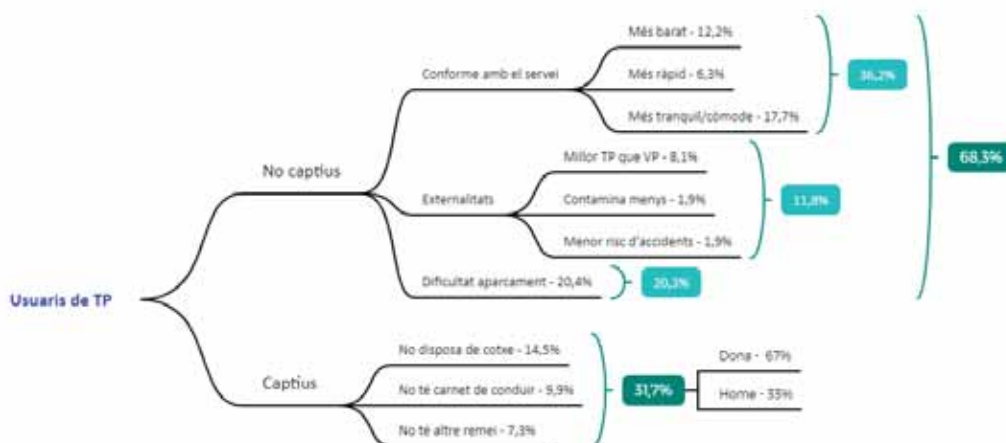 Més barat - 12,2%
Conforme amb el servei
Més ràpid - 6,3%
36,2%
Més tranquil/còmode - 17,7%
No captius
Millor TP que VP - 8,1%
68,3%
Externalitats
Contamina menys - 1,9%
11,8%
Menor risc d'accidents - 1,9%
Dificultat aparcament - 20,4%
20,3%
Usuaris de TP
No disposa de cotxe - 14,5%
Dona - 67%
Captius
No té carnet de conduir - 9,9%
31,7%
Home - 33%
No té altre remei - 7,3%